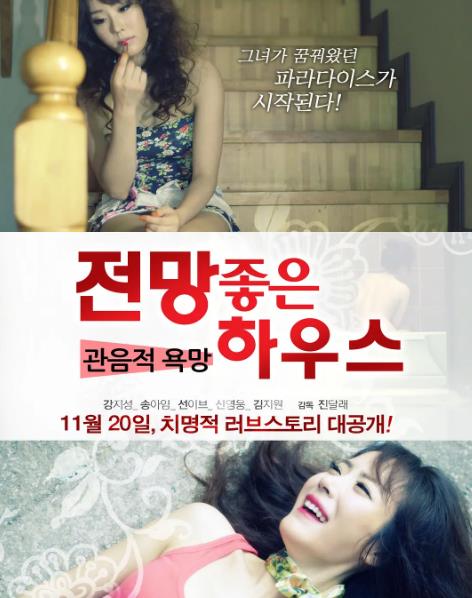 그녀가 꿈꿔왔던
파라다이스가
시작된다!
전망좋은
하우스
관음적 욕망
강지성_ 송아임_ 선이브_ 신영웅_ 김지원 감독 진달래
11월 20일, 치명적 러브스토리 대공개!